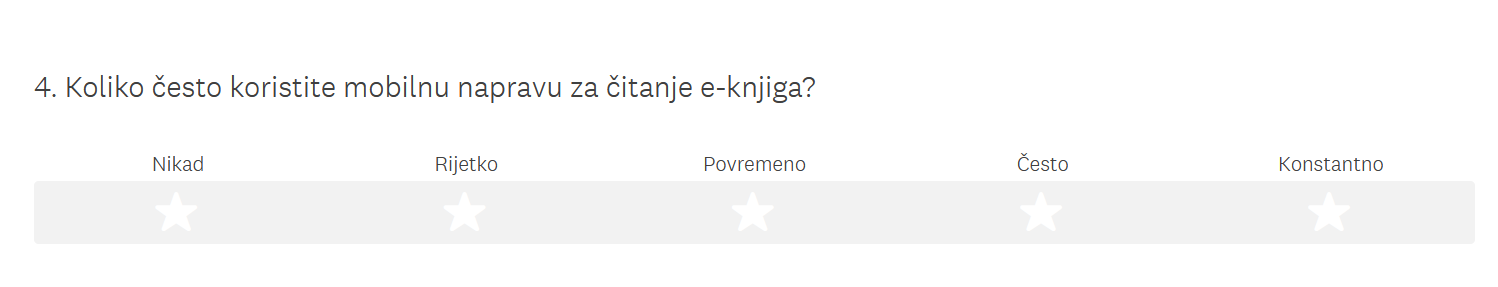 4. Koliko često koristite mobilnu napravu za čitanje e-knjiga?
Nikad Rijetko Povremeno Često Konstantno